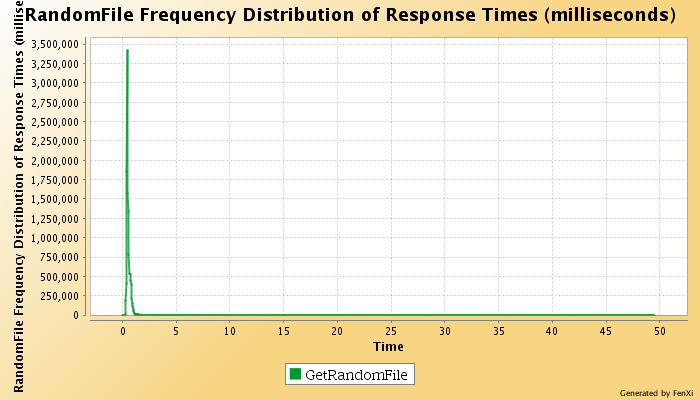 RandomFile Frequency Distribution of Response Times (milliseconds)
RandomFile Frequency Distribution of Response Times (millise
3,500,000
3,250,000
3,000,000
2,750,000
2,500,000
2,250,000
2,000,000
1,750,000
1,500,000
1,250,000
1,000,000
750,000
500,000
250,000
0
0 5 10 15 20 25 30 35 40 45 50
Time
GetRandomFile
Generated by FenXi